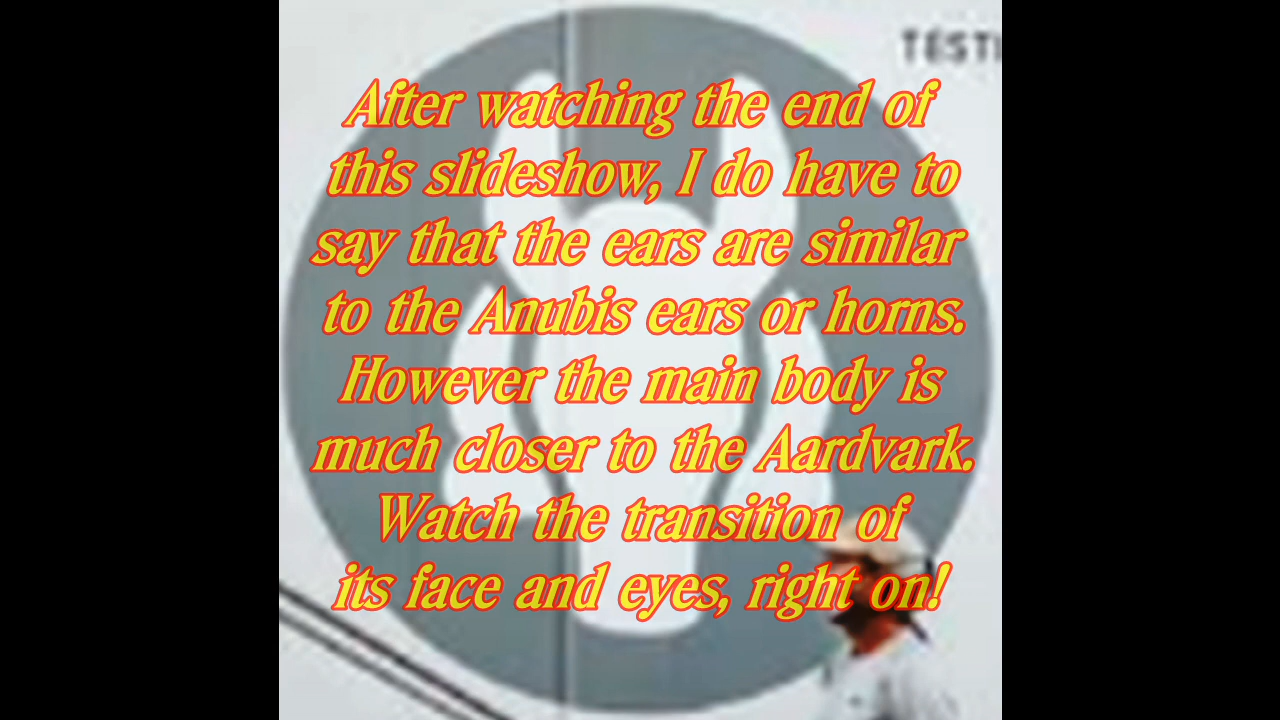 TESTI
After watching the end of
this slideshow, I do have to
say that the ears are similar
to the Anubis ears or horns.
However the main body is
much closer to the Aardvark.
Watch the transition of
its face and eyes, right on!